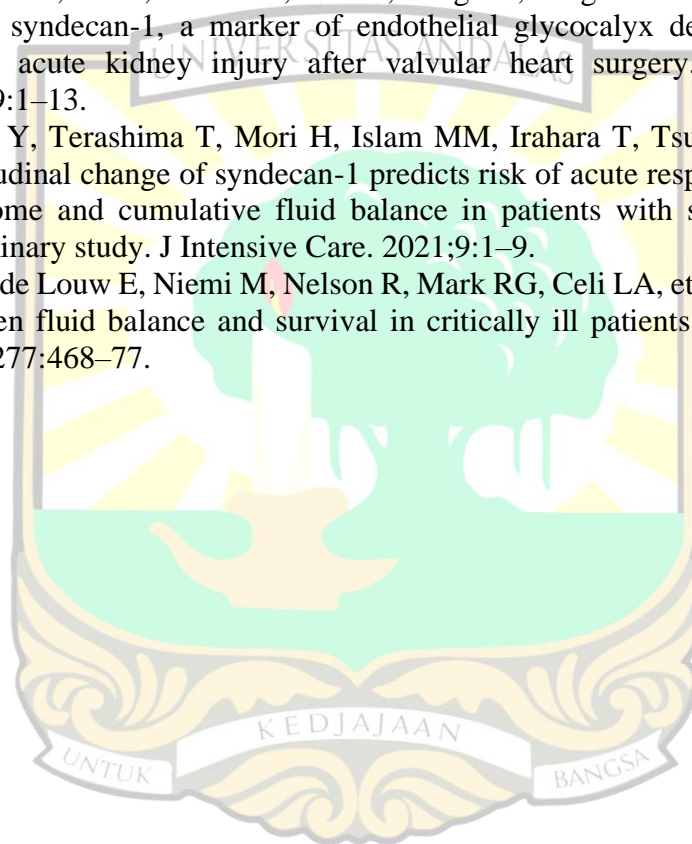 syndecan-1, a marker of endothelial glycocalyx de
UNIVERSITAS ANDALAS
acute kidney injury after valvular heart surgery.
9:1–13.
Y, Terashima T, Mori H, Islam MM, Irahara T, Tsu
udinal change of syndecan-1 predicts risk of acute resp
ome and cumulative fluid balance in patients with s
inary study. J Intensive Care. 2021;9:1–9.
de Louw E, Niemi M, Nelson R, Mark RG, Celi LA, et
en fluid balance and survival in critically ill patients
277:468–77.
UNTUK KEDJAJAAN BANGSA